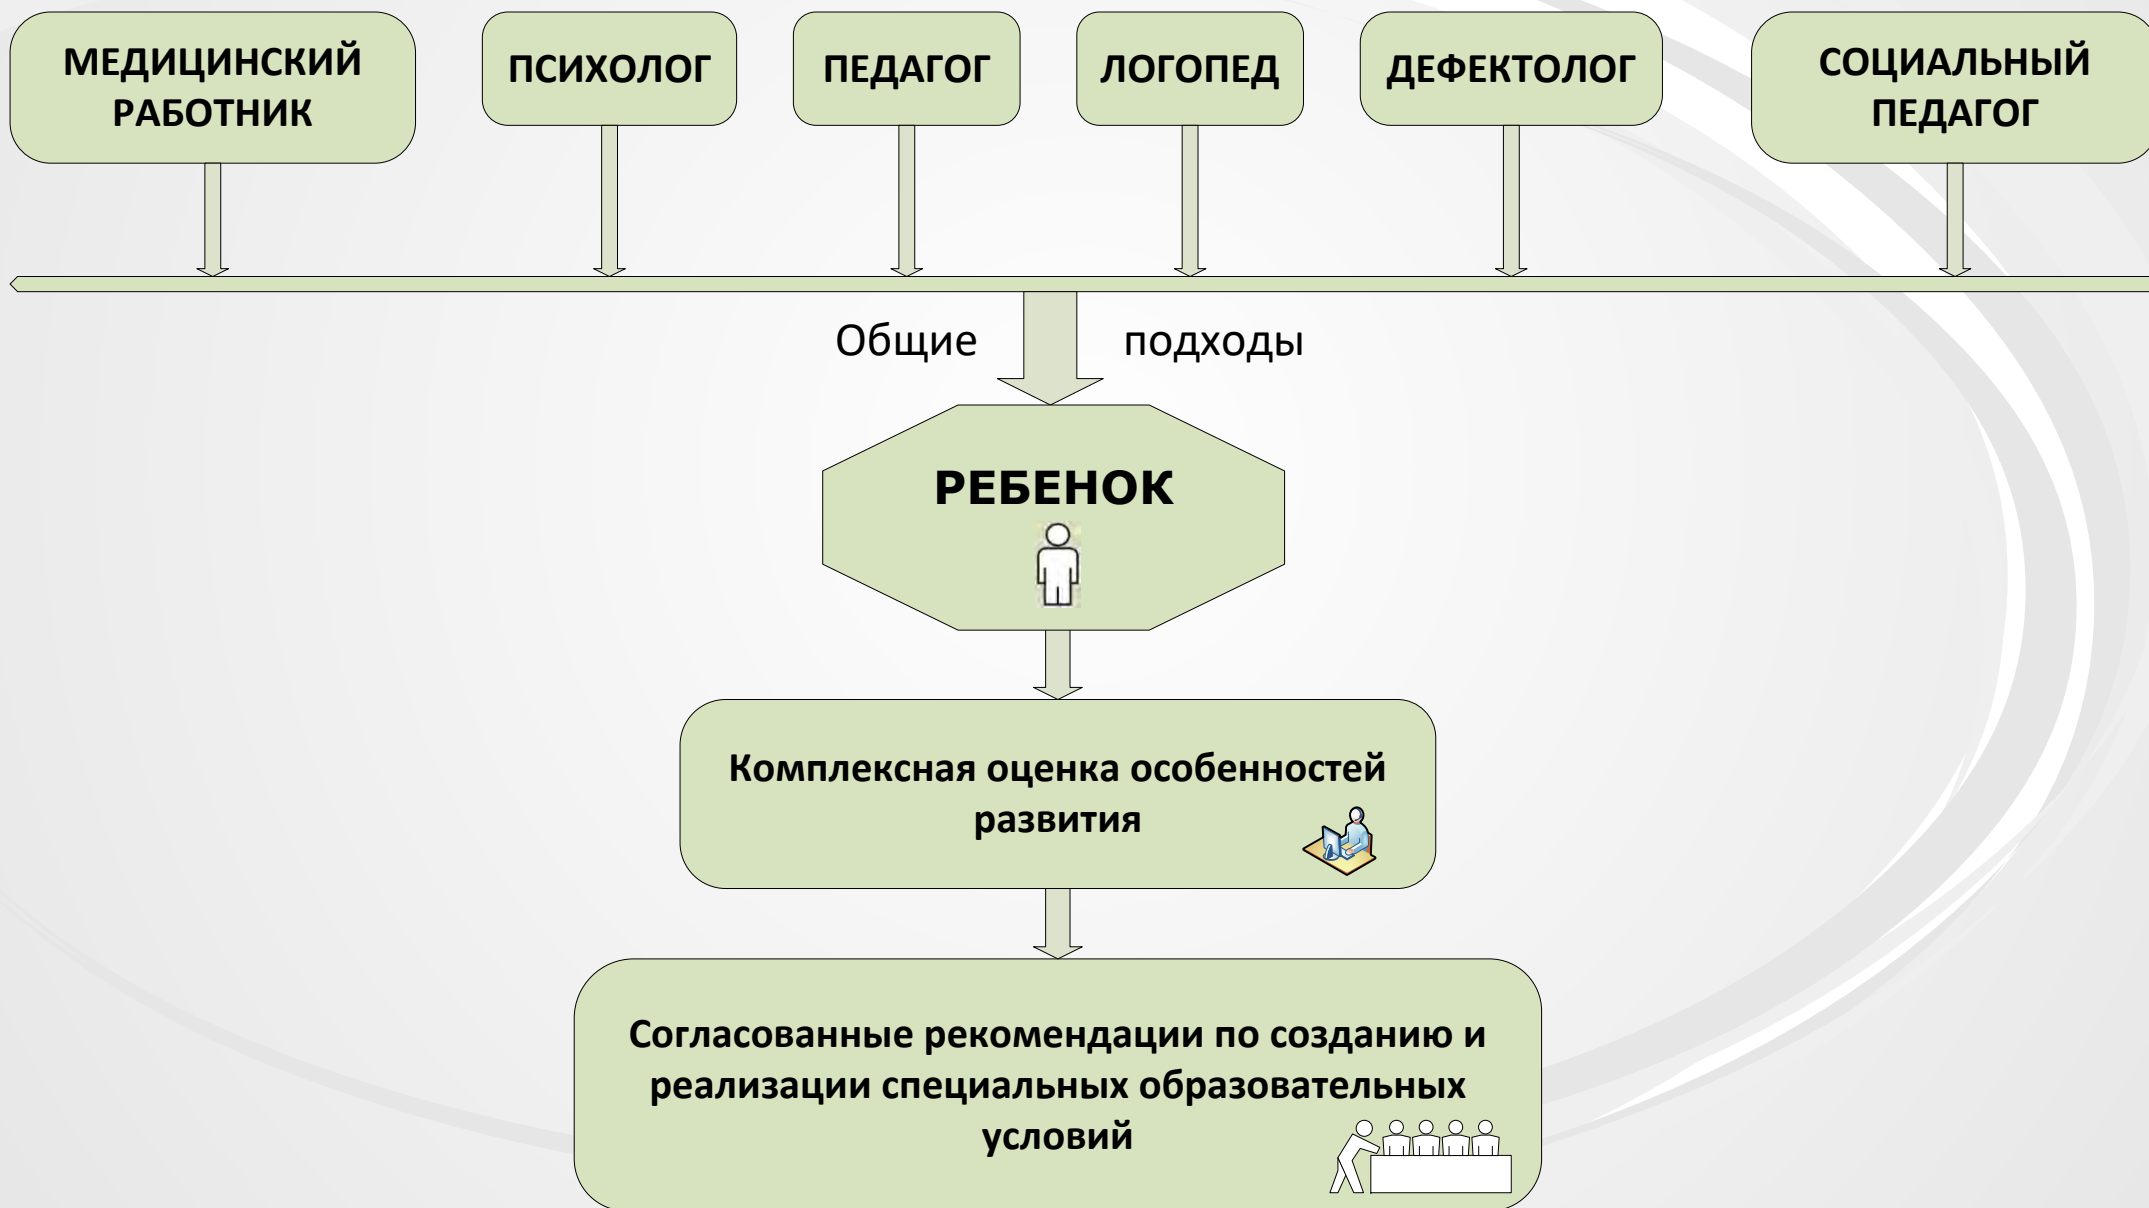 МЕДИЦИНСКИЙ
РАБОТНИК
ПСИХОЛОГ
ПЕДАГОГ
ЛОГОПЕД
ДЕФЕКТОЛОГ
СОЦИАЛЬНЫЙ
ПЕДАГОГ
Общие подходы
РЕБЕНОК
Комплексная оценка особенностей
развития
Согласованные рекомендации по созданию и
реализации специальных образовательных
условий